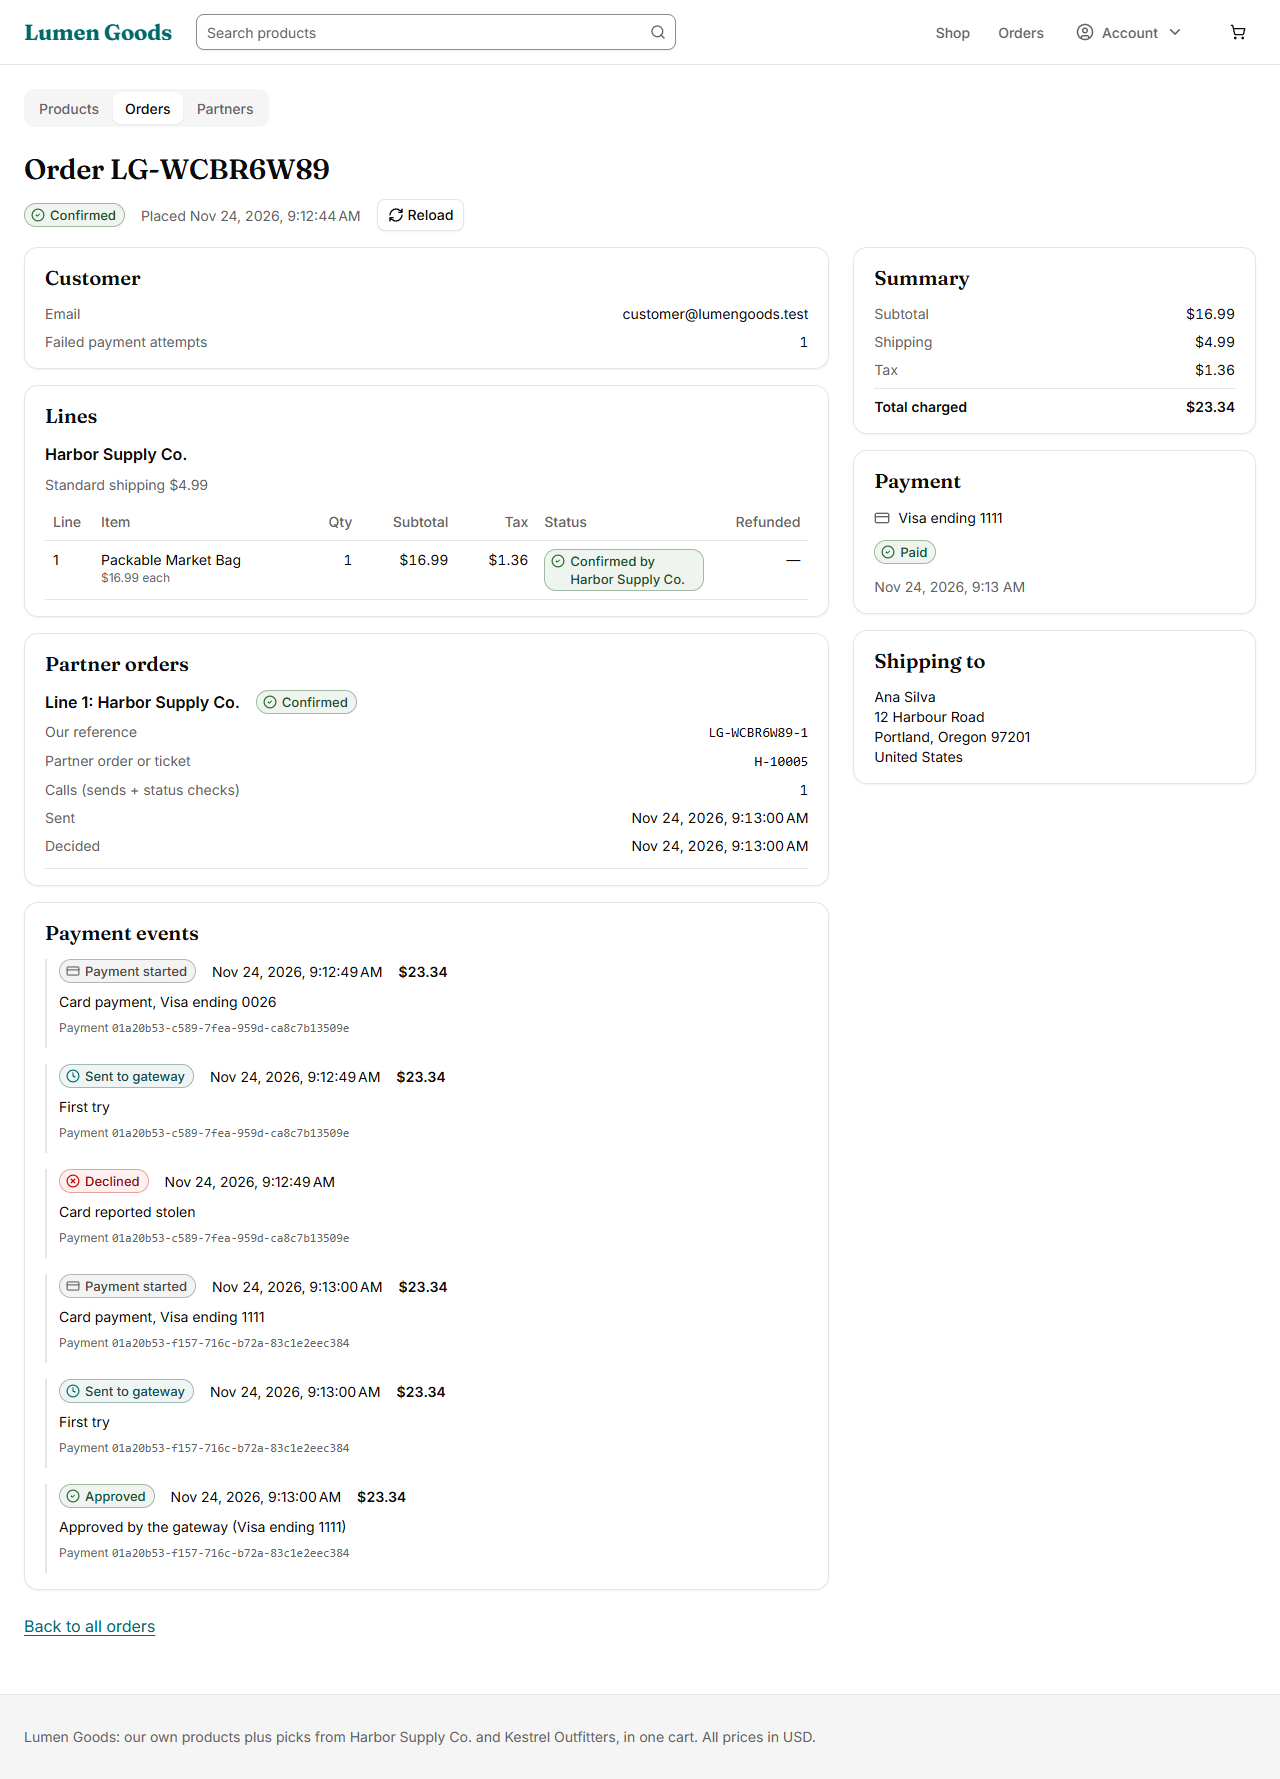 Lumen Goods
Search products
Shop
Orders
Account
Products
Orders
Partners
Order LG-WCBR6W89
Confirmed
Placed Nov 24, 2026, 9:12:44 AM
Reload
Customer
Email customer@lumengoods.test
Failed payment attempts 1
Lines
Harbor Supply Co.
Standard shipping $4.99
Line Item Qty Subtotal Tax Status Refunded
1 Packable Market Bag 1 $16.99 $1.36 Confirmed by —
$16.99 each Harbor Supply Co.
Partner orders
Line 1: Harbor Supply Co. Confirmed
Our reference LG-WCBR6W89-1
Partner order or ticket H-10005
Calls (sends + status checks) 1
Sent Nov 24, 2026, 9:13:00 AM
Decided Nov 24, 2026, 9:13:00 AM
Payment events
Payment started Nov 24, 2026, 9:12:49 AM $23.34
Card payment, Visa ending 0026
Payment 01a20b53-c589-7fea-959d-ca8c7b13509e
Sent to gateway Nov 24, 2026, 9:12:49 AM $23.34
First try
Payment 01a20b53-c589-7fea-959d-ca8c7b13509e
Declined Nov 24, 2026, 9:12:49 AM
Card reported stolen
Payment 01a20b53-c589-7fea-959d-ca8c7b13509e
Payment started Nov 24, 2026, 9:13:00 AM $23.34
Card payment, Visa ending 1111
Payment 01a20b53-f157-716c-b72a-83c1e2eec384
Sent to gateway Nov 24, 2026, 9:13:00 AM $23.34
First try
Payment 01a20b53-f157-716c-b72a-83c1e2eec384
Approved Nov 24, 2026, 9:13:00 AM $23.34
Approved by the gateway (Visa ending 1111)
Payment 01a20b53-f157-716c-b72a-83c1e2eec384
Summary
Subtotal $16.99
Shipping $4.99
Tax $1.36
Total charged $23.34
Payment
Visa ending 1111
Paid
Nov 24, 2026, 9:13 AM
Shipping to
Ana Silva
12 Harbour Road
Portland, Oregon 97201
United States
Back to all orders
Lumen Goods: our own products plus picks from Harbor Supply Co. and Kestrel Outfitters, in one cart. All prices in USD.